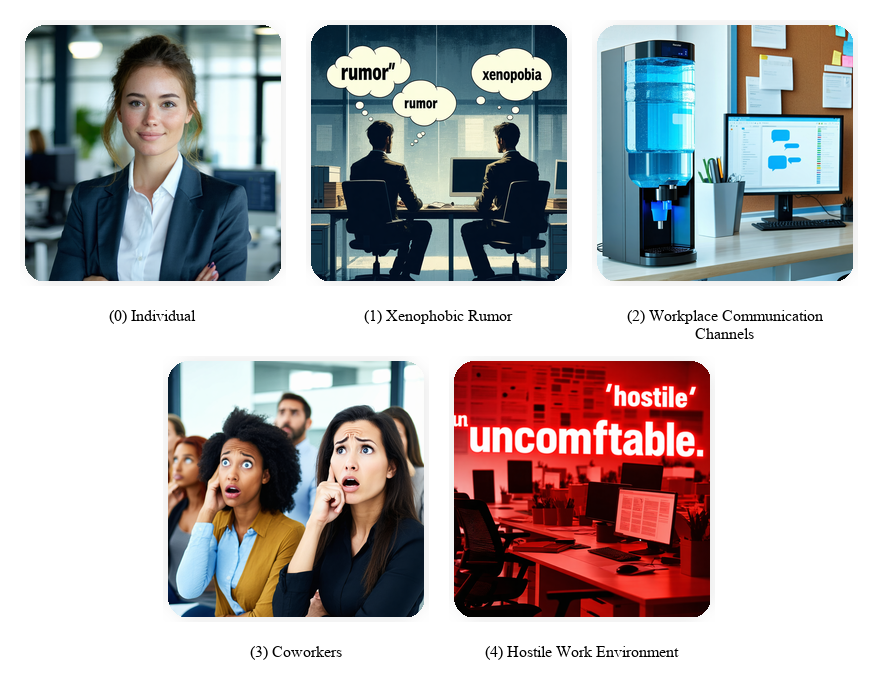 rumor"
rumor
xenopobia
(0) Individual
(1) Xenophobic Rumor
(2) Workplace Communication
Channels
'hostile'
un
uncomftable.
(3) Coworkers
(4) Hostile Work Environment